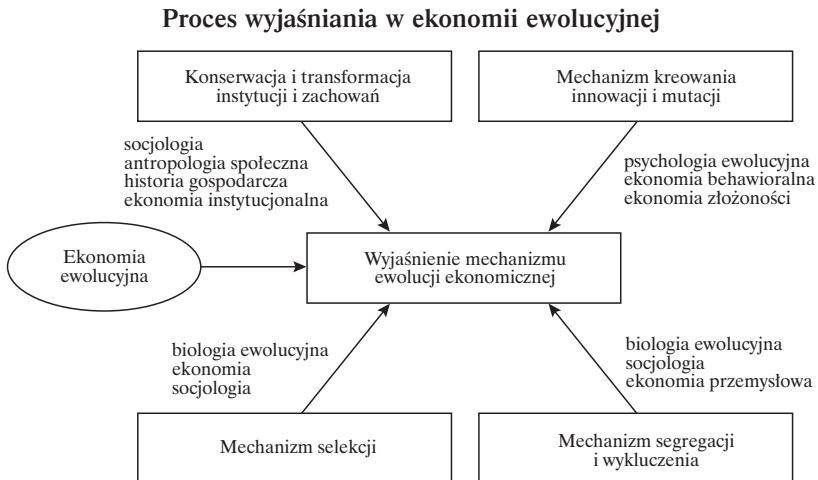 Proces wyjaśniania w ekonomii ewolucyjnej
Konserwacja i transformacja
instytucji i zachowań
Mechanizm kreowania
innowacji i mutacji
socjologia
antropologia społeczna
historia gospodarcza
ekonomia instytucjonalna
psychologia ewolucyjna
ekonomia behawioralna
ekonomia złożoności
Ekonomia
ewolucyjna
Wyjaśnienie mechanizmu
ewolucji ekonomicznej
biologia ewolucyjna
ekonomia
socjologia
biologia ewolucyjna
socjologia
ekonomia przemysłowa
Mechanizm selekcji
Mechanizm segregacji
i wykluczenia